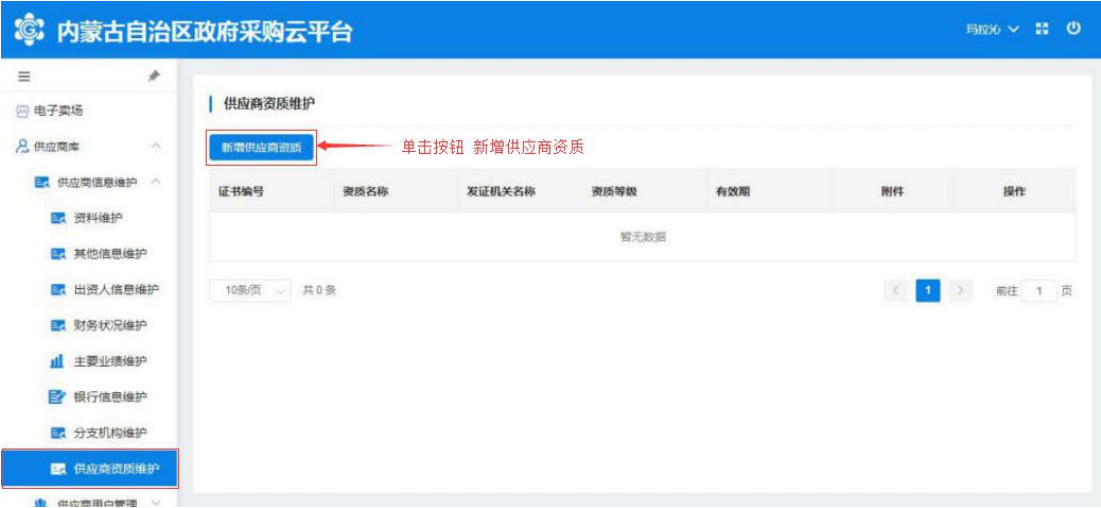 内蒙古自治区政府采购云平台
玛拉沁
电子卖场
供应商库
供应商信息维护
资料维护
其他信息维护
出资人信息维护
财务状况维护
主要业绩维护
银行信息维护
分支机构维护
供应商资质维护
供应商用户管理
供应商资质维护
新增供应商资质
单击按钮 新增供应商资质
证书编号 资质名称 发证机关名称 资质等级 有效期 附件 操作
暂无数据
10条/页 共 0 条 1 前往 1 页